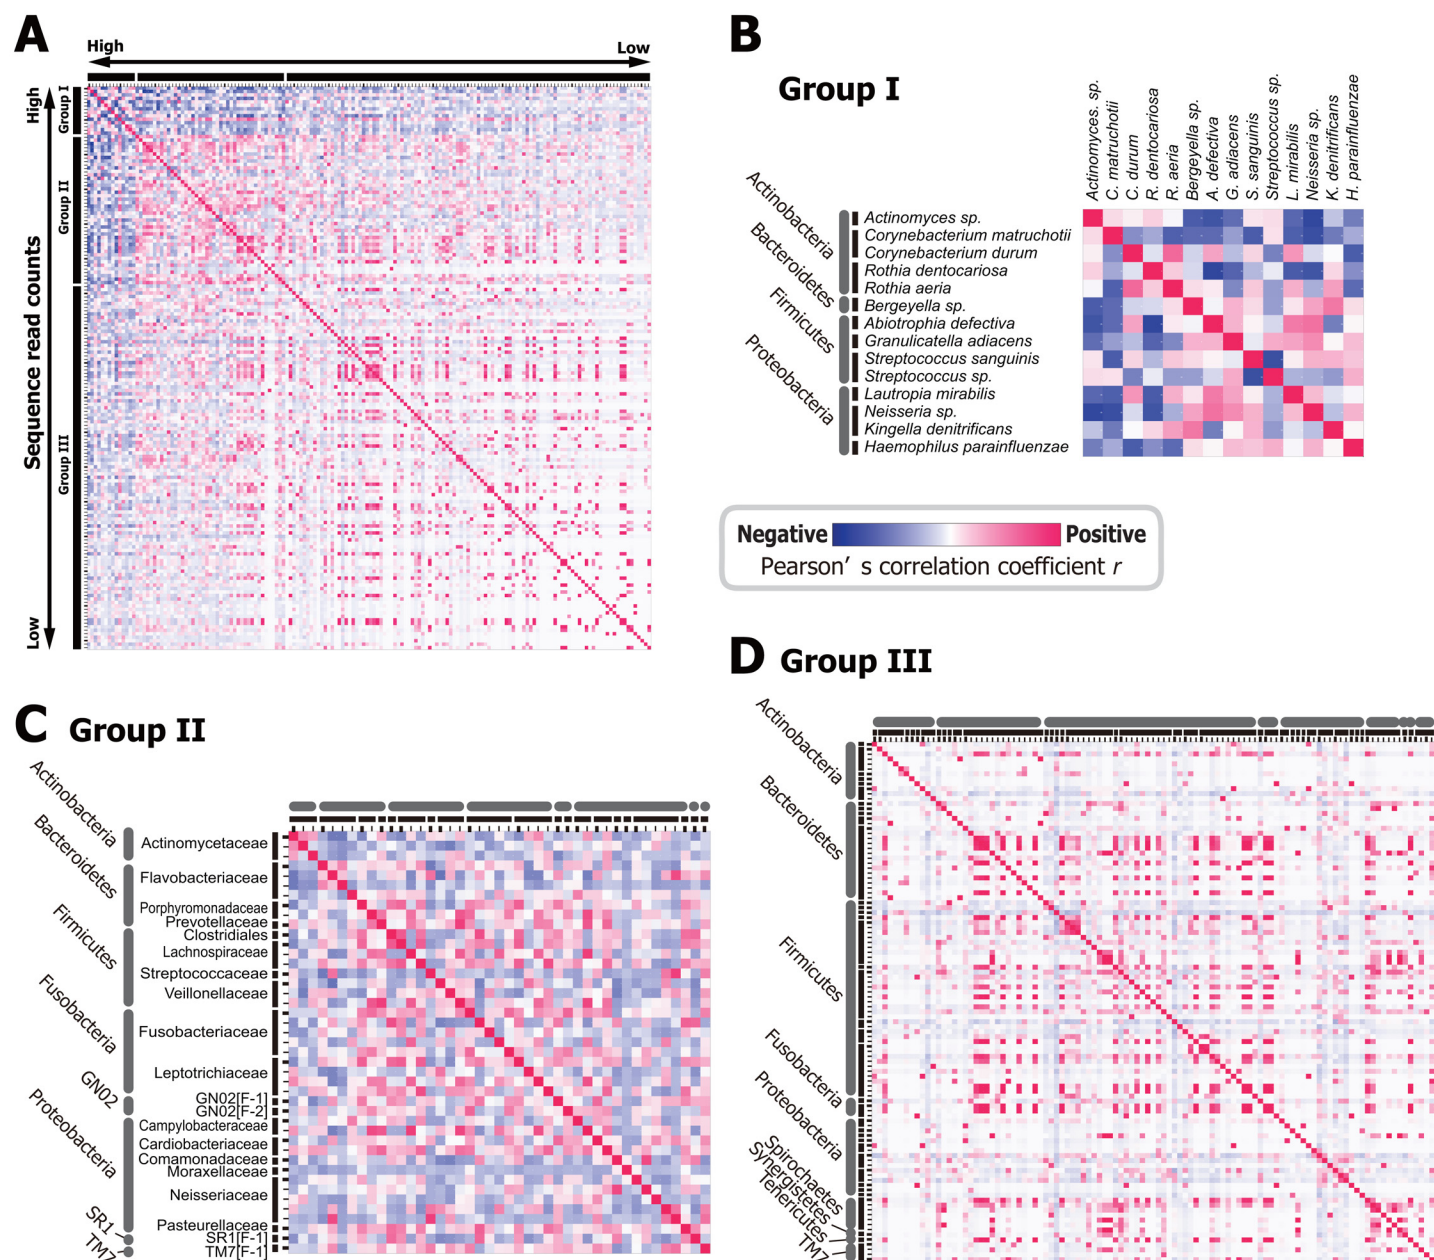 A
High
Low
High
Low
Sequence read counts
Group I
Group II
Group III
B
Group I
Actinomyces. sp.
C. matruchotii
C. durum
R. dentocariosa
R. aeria
Bergeyella sp.
A. defectiva
G. adiacens
S. sanguinis
Streptococcus sp.
L. mirabilis
Neisseria sp.
K. denitrificans
H. parainfluenzae
Actinobacteria
Bacteroidetes
Firmicutes
Proteobacteria
Actinomyces sp.
Corynebacterium matruchotii
Corynebacterium durum
Rothia dentocariosa
Rothia aeria
Bergeyella sp.
Abiotrophia defectiva
Granulicatella adiacens
Streptococcus sanguinis
Streptococcus sp.
Lautropia mirabilis
Neisseria sp.
Kingella denitrificans
Haemophilus parainfluenzae
Negative Positive
Pearson’ s correlation coefficient r
C Group II
Actinobacteria
Bacteroidetes
Firmicutes
Fusobacteria
GN02
Proteobacteria
SR1
TM7
Actinomycetaceae
Flavobacteriaceae
Porphyromonadaceae
Prevotellaceae
Clostridiales
Lachnospiraceae
Streptococcaceae
Veillonellaceae
Fusobacteriaceae
Leptotrichiaceae
GN02[F-1]
GN02[F-2]
Campylobacteraceae
Cardiobacteriaceae
Comamonadaceae
Moraxellaceae
Neisseriaceae
Pasteurellaceae
SR1[F-1]
TM7[F-1]
D Group III
Actinobacteria
Bacteroidetes
Firmicutes
Fusobacteria
Proteobacteria
Spirochaetes
Synergistetes
Tenericutes
TM7